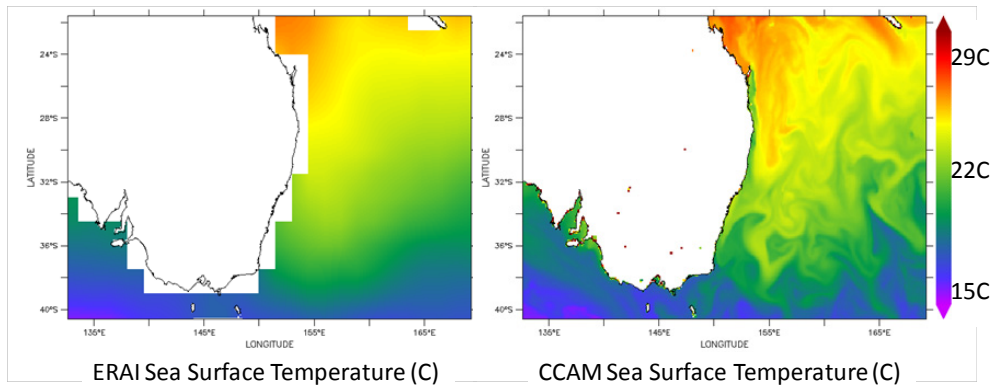 24°S
28°S
32°S
36°S
40°S
LATITUDE
135°E 145°E 155°E 165°E
LONGITUDE
ERAI Sea Surface Temperature (C)
24°S
28°S
32°S
36°S
40°S
LATITUDE
135°E 145°E 155°E 165°E
LONGITUDE
CCAM Sea Surface Temperature (C)
29C
22C
15C